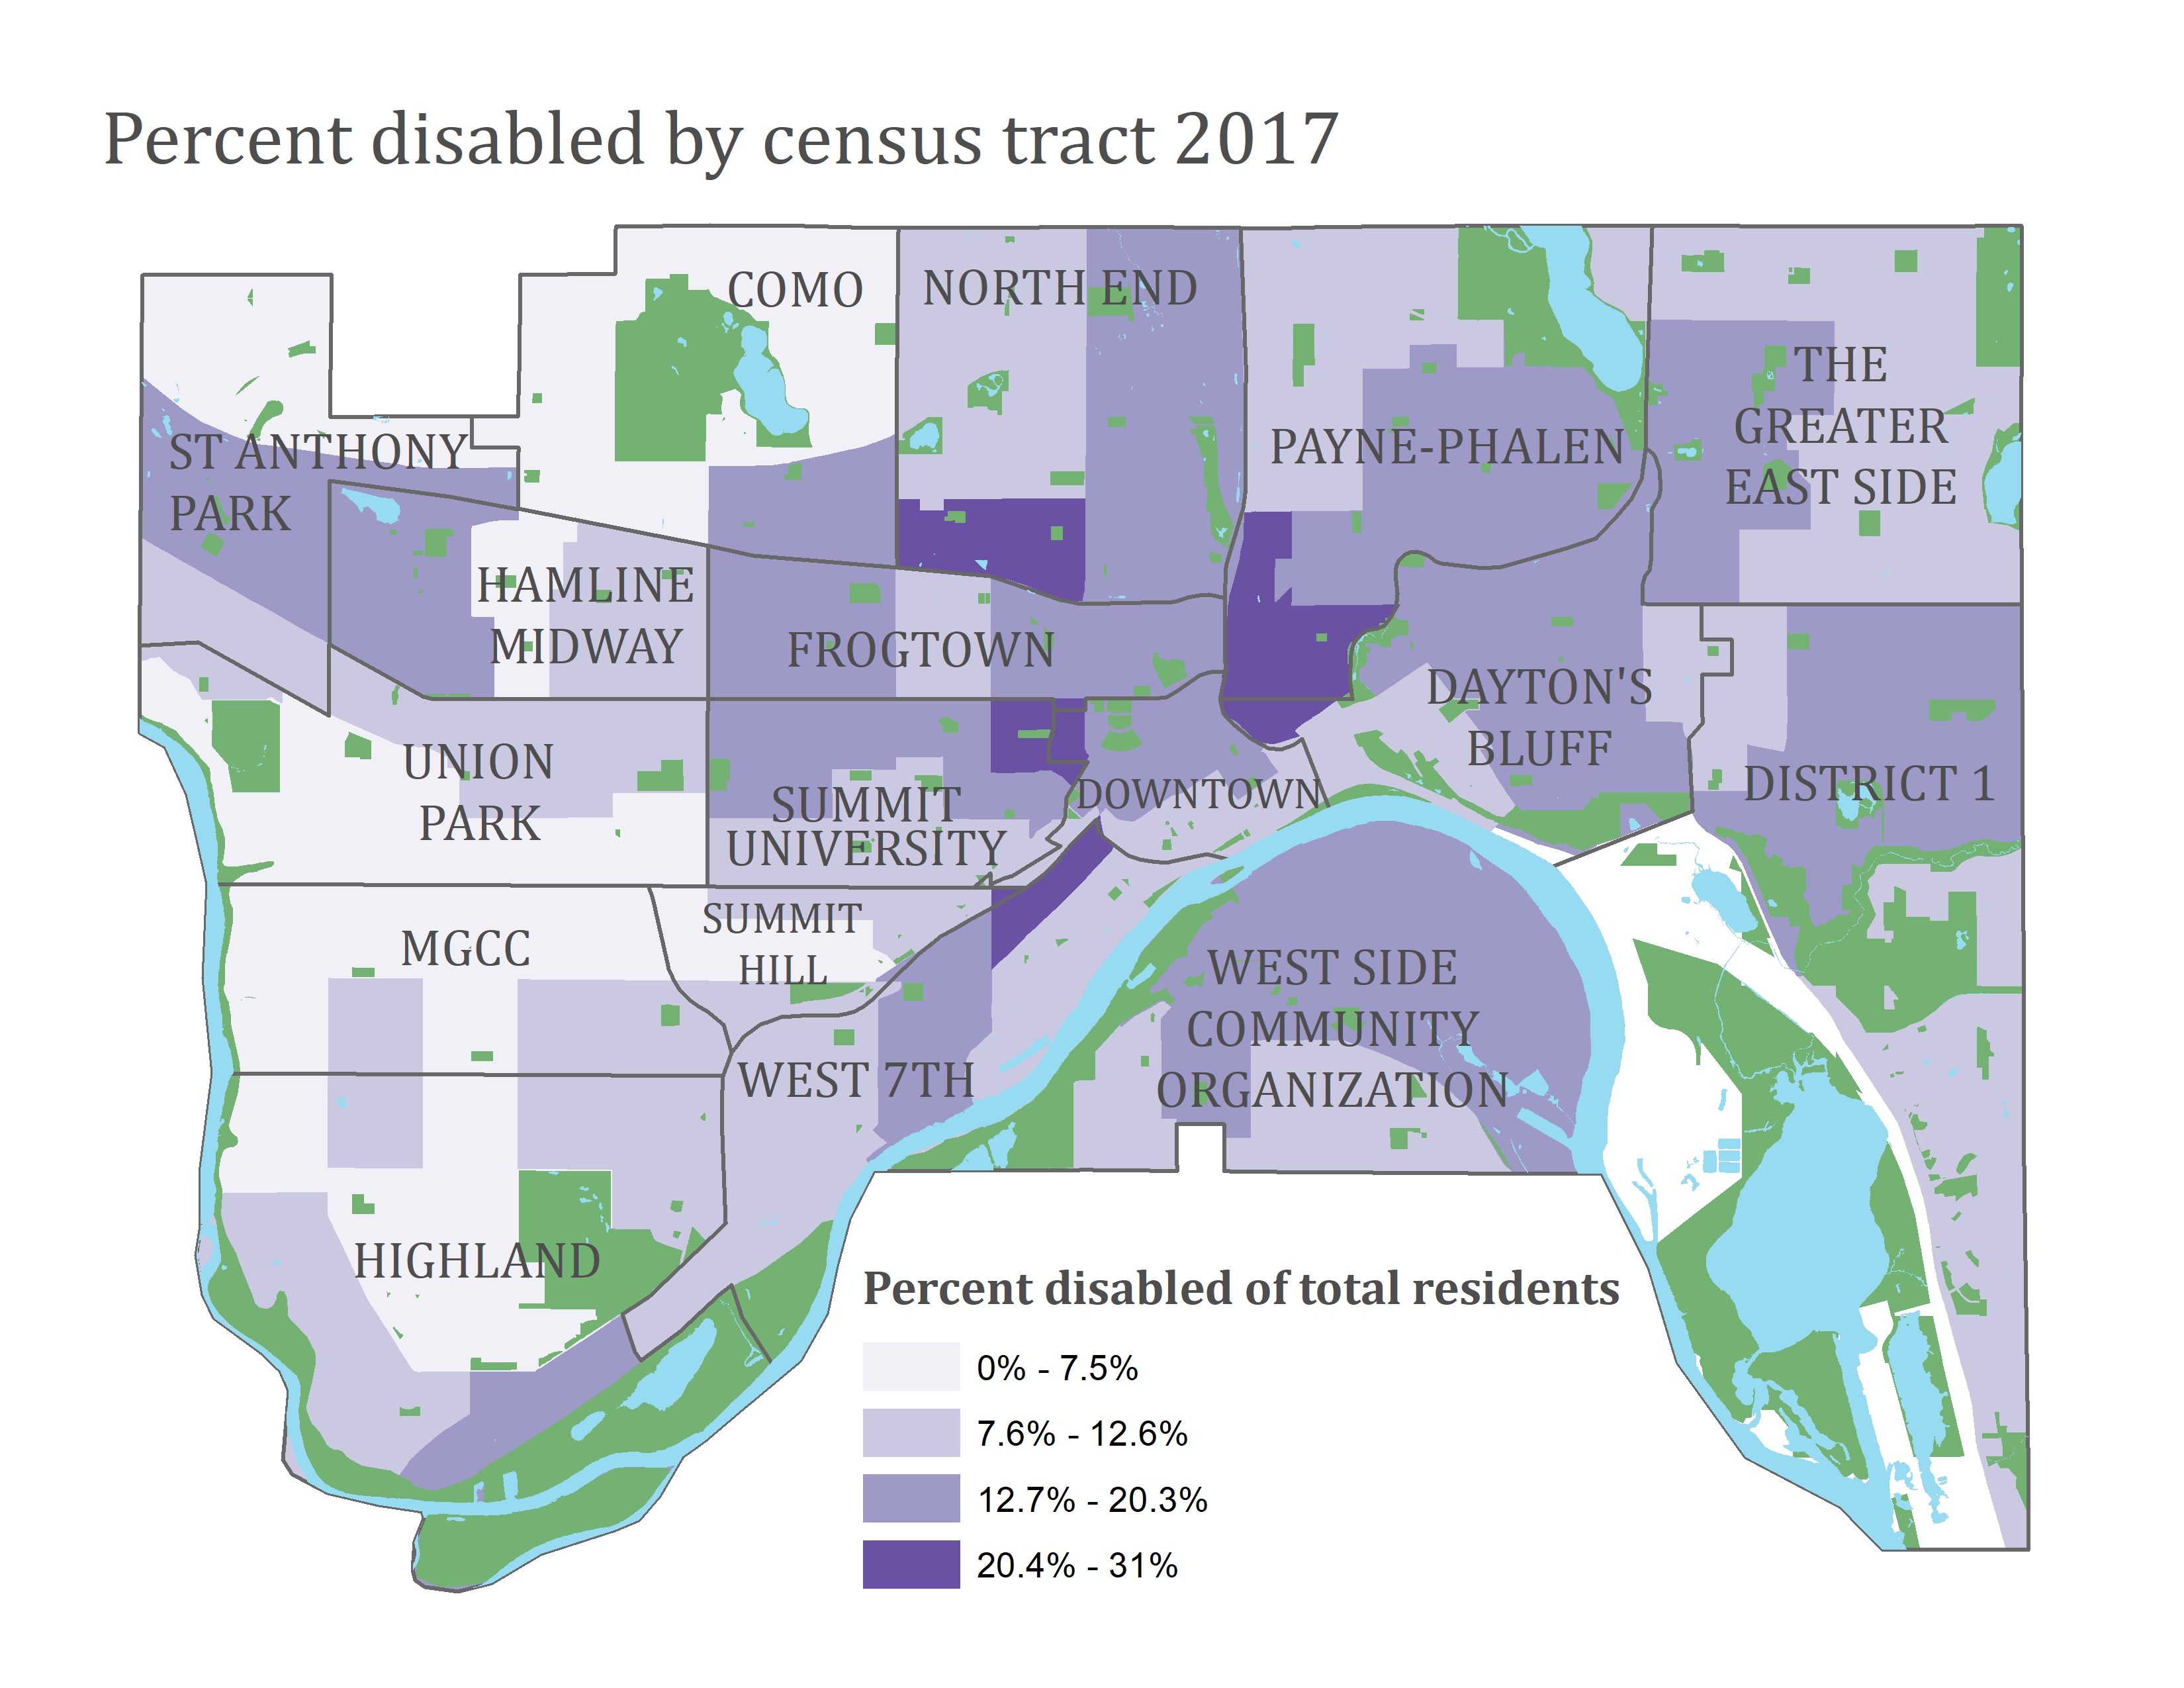 Percent disabled by census tract 2017
COMO
NORTH END
THE
GREATER
EAST SIDE
ST ANTHONY
PARK
PAYNE-PHALEN
HAMLINE
MIDWAY
FROGTOWN
DAYTON'S
BLUFF
UNION
PARK
SUMMIT
UNIVERSITY
DOWNTOWN
DISTRICT 1
MGCC
SUMMIT
HILL
WEST SIDE
COMMUNITY
ORGANIZATION
WEST 7TH
HIGHLAND
Percent disabled of total residents
0% - 7.5%
7.6% - 12.6%
12.7% - 20.3%
20.4% - 31%